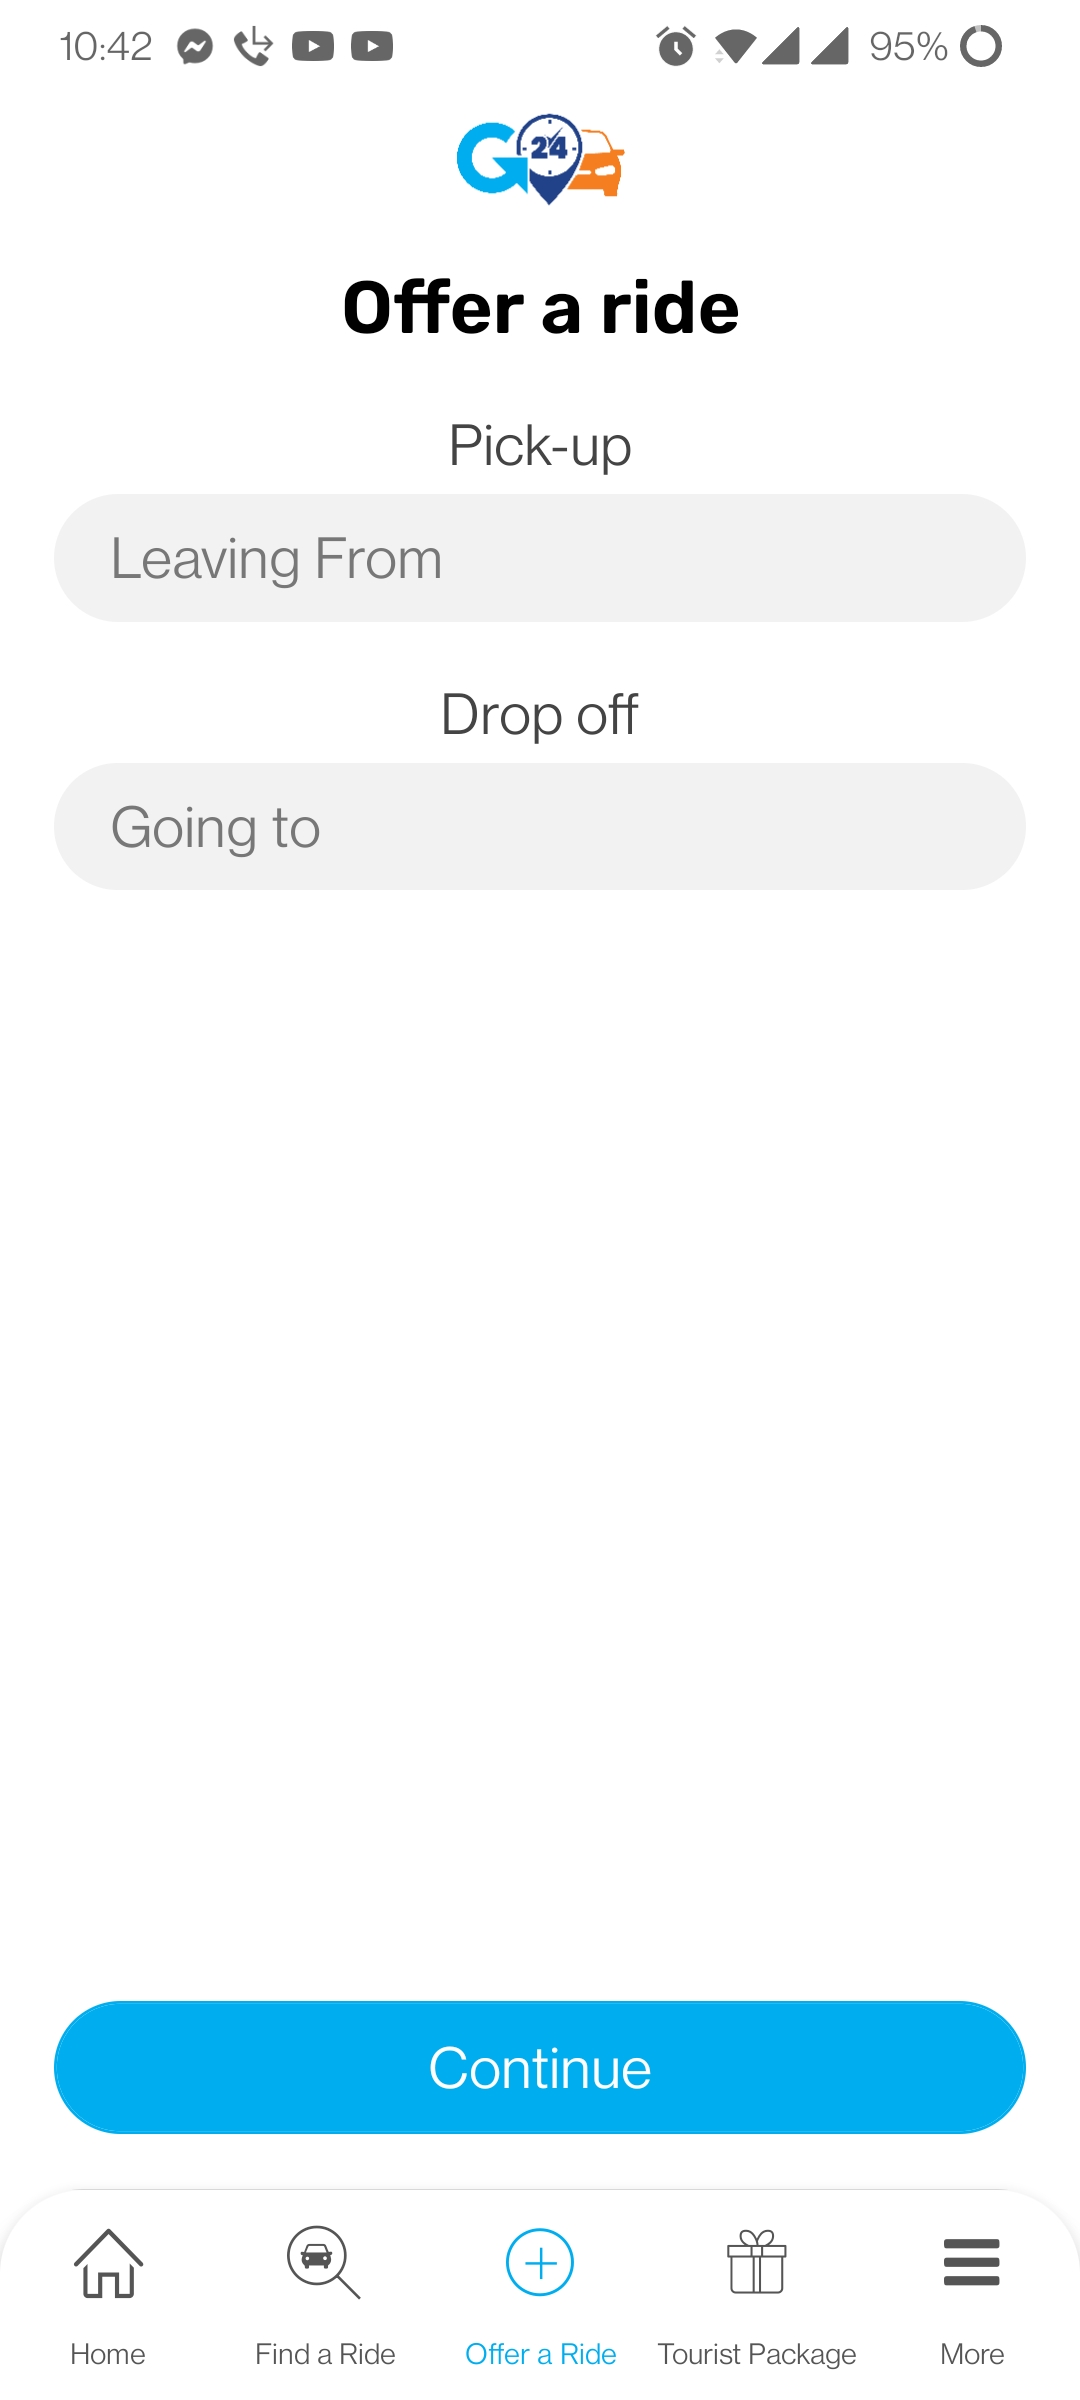 10:42 95%
G 24
Offer a ride
Pick-up
Leaving From
Drop off
Going to
Continue
Home Find a Ride Offer a Ride Tourist Package More